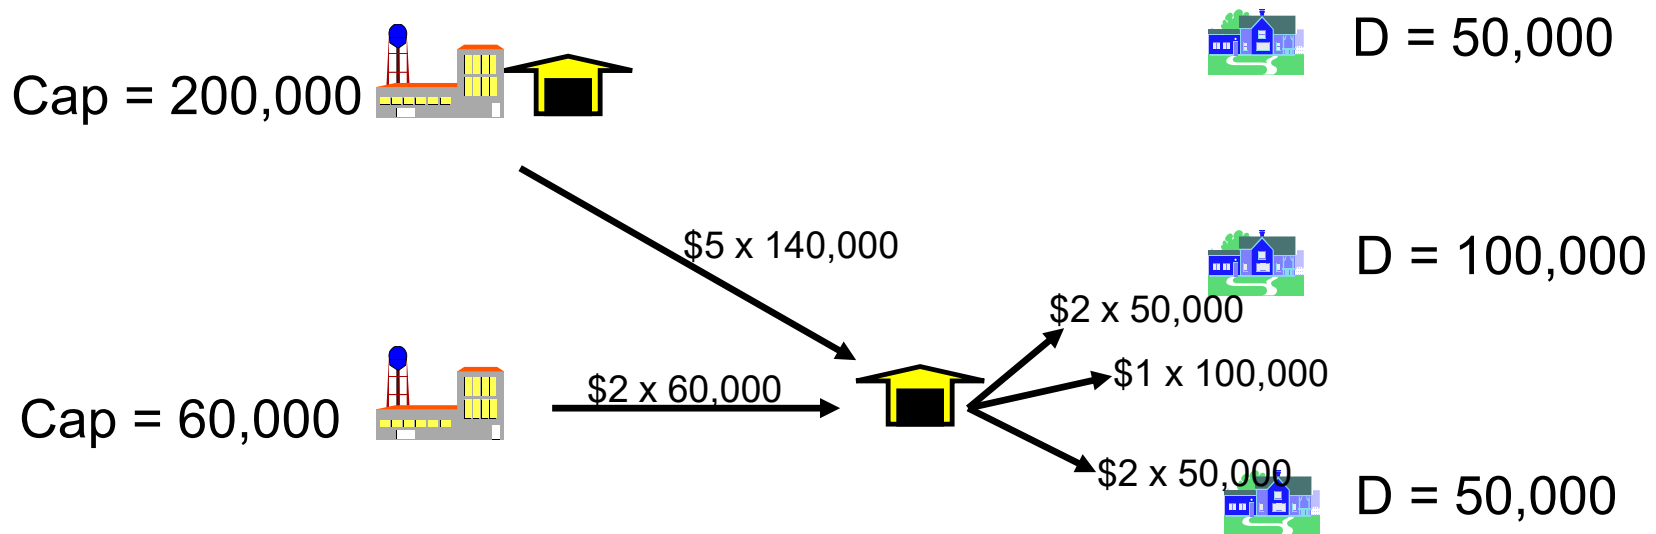 D = 50,000
Cap = 200,000
$5 x 140,000
D = 100,000
$2 x 50,000
$1 x 100,000
$2 x 60,000
Cap = 60,000
$2 x 50,000
D = 50,000